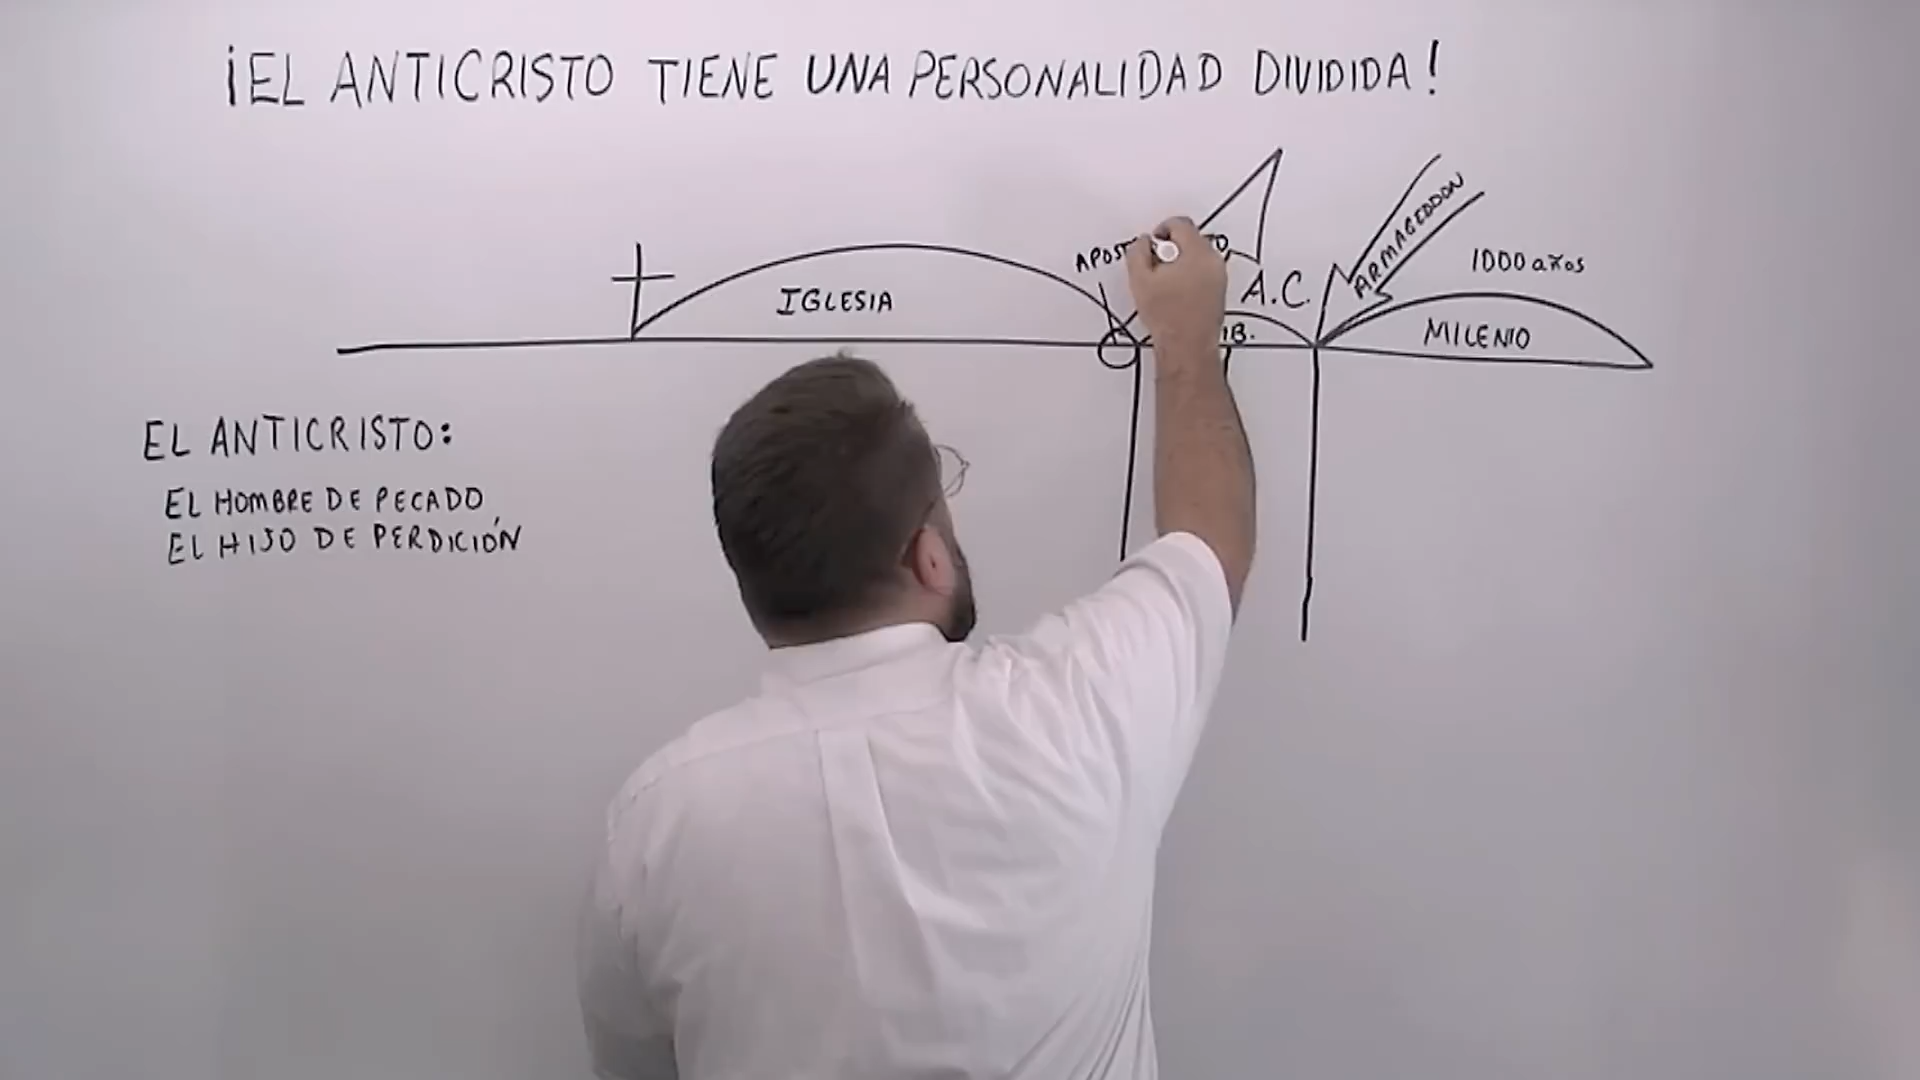 ¡EL ANTICRISTO TIENE UNA PERSONALIDAD DIVIDIDA!
ARMAGEDDON
1000 años
A.C.
IGLESIA
MILENIO
EL ANTICRISTO:
EL HOMBRE DE PECADO
EL HIJO DE PERDICIÓN